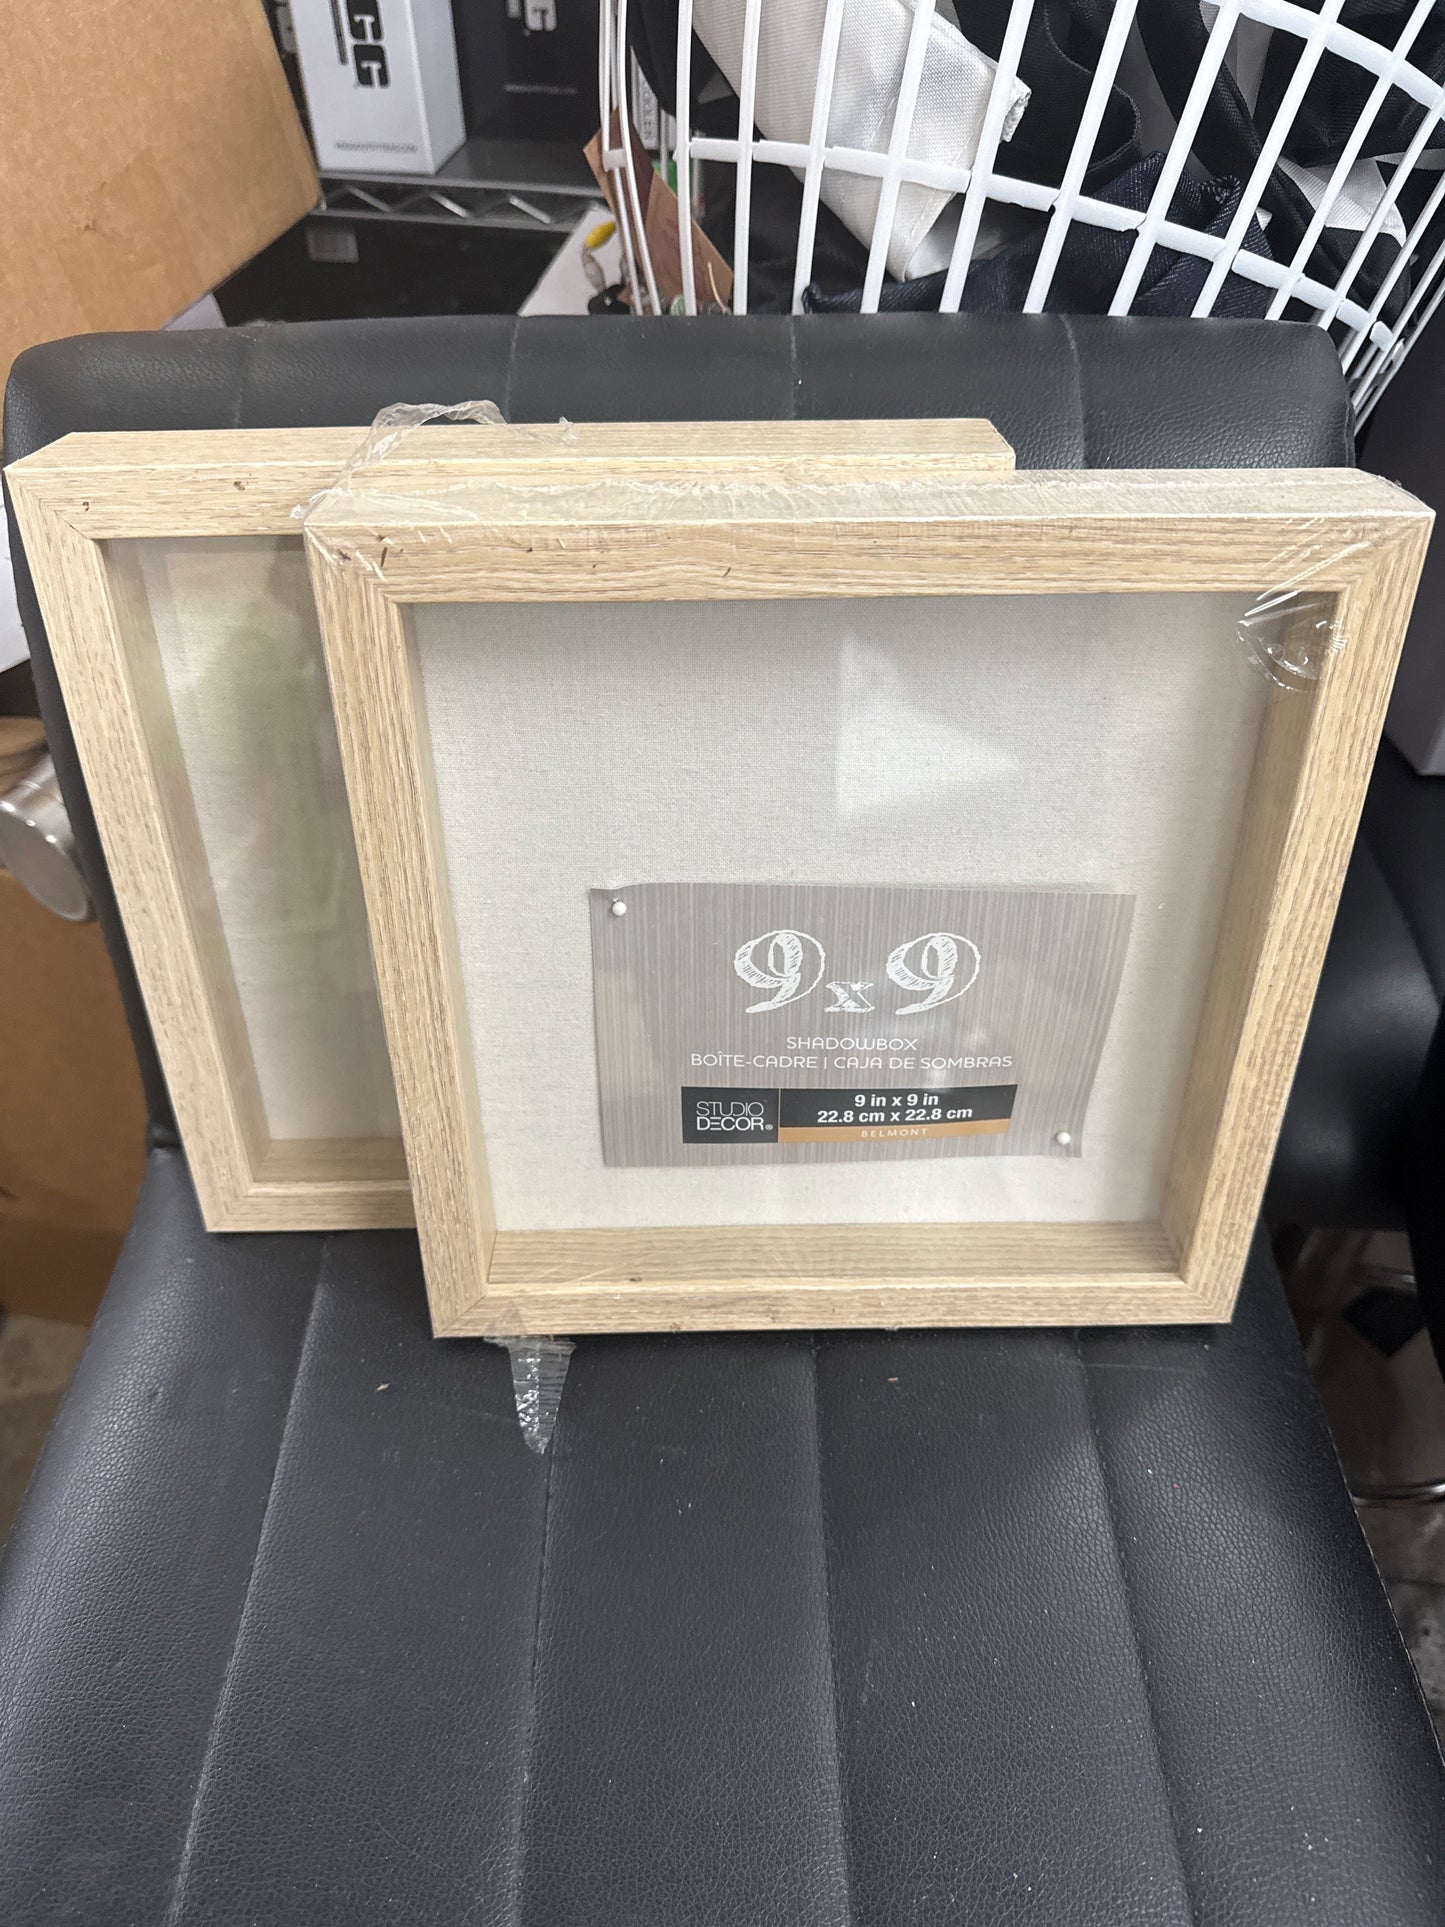 9x9
SHADOWBOX
BOÎTE-CADRE | CAJA DE SOMBRAS
STUDIO
DECOR®
9 in x 9 in
22.8 cm x 22.8 cm
BELMONT